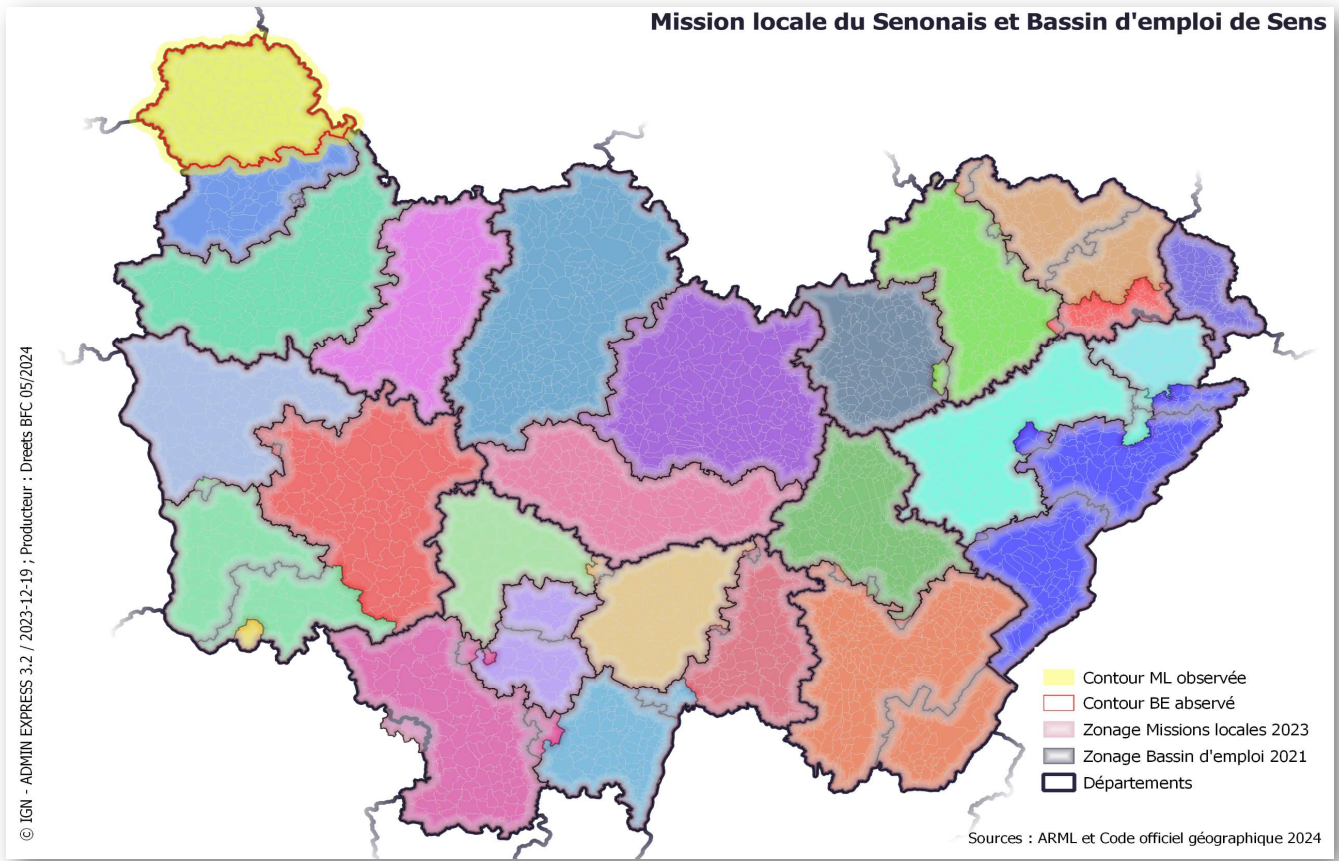 Mission locale du Senonais et Bassin d'emploi de Sens
© IGN - ADMIN EXPRESS 3.2 / 2023-12-19 ; Producteur : Dreets BFC 05/2024
Contour ML observée
Contour BE abservé
Zonage Missions locales 2023
Zonage Bassin d'emploi 2021
Départements
Sources : ARML et Code officiel géographique 2024